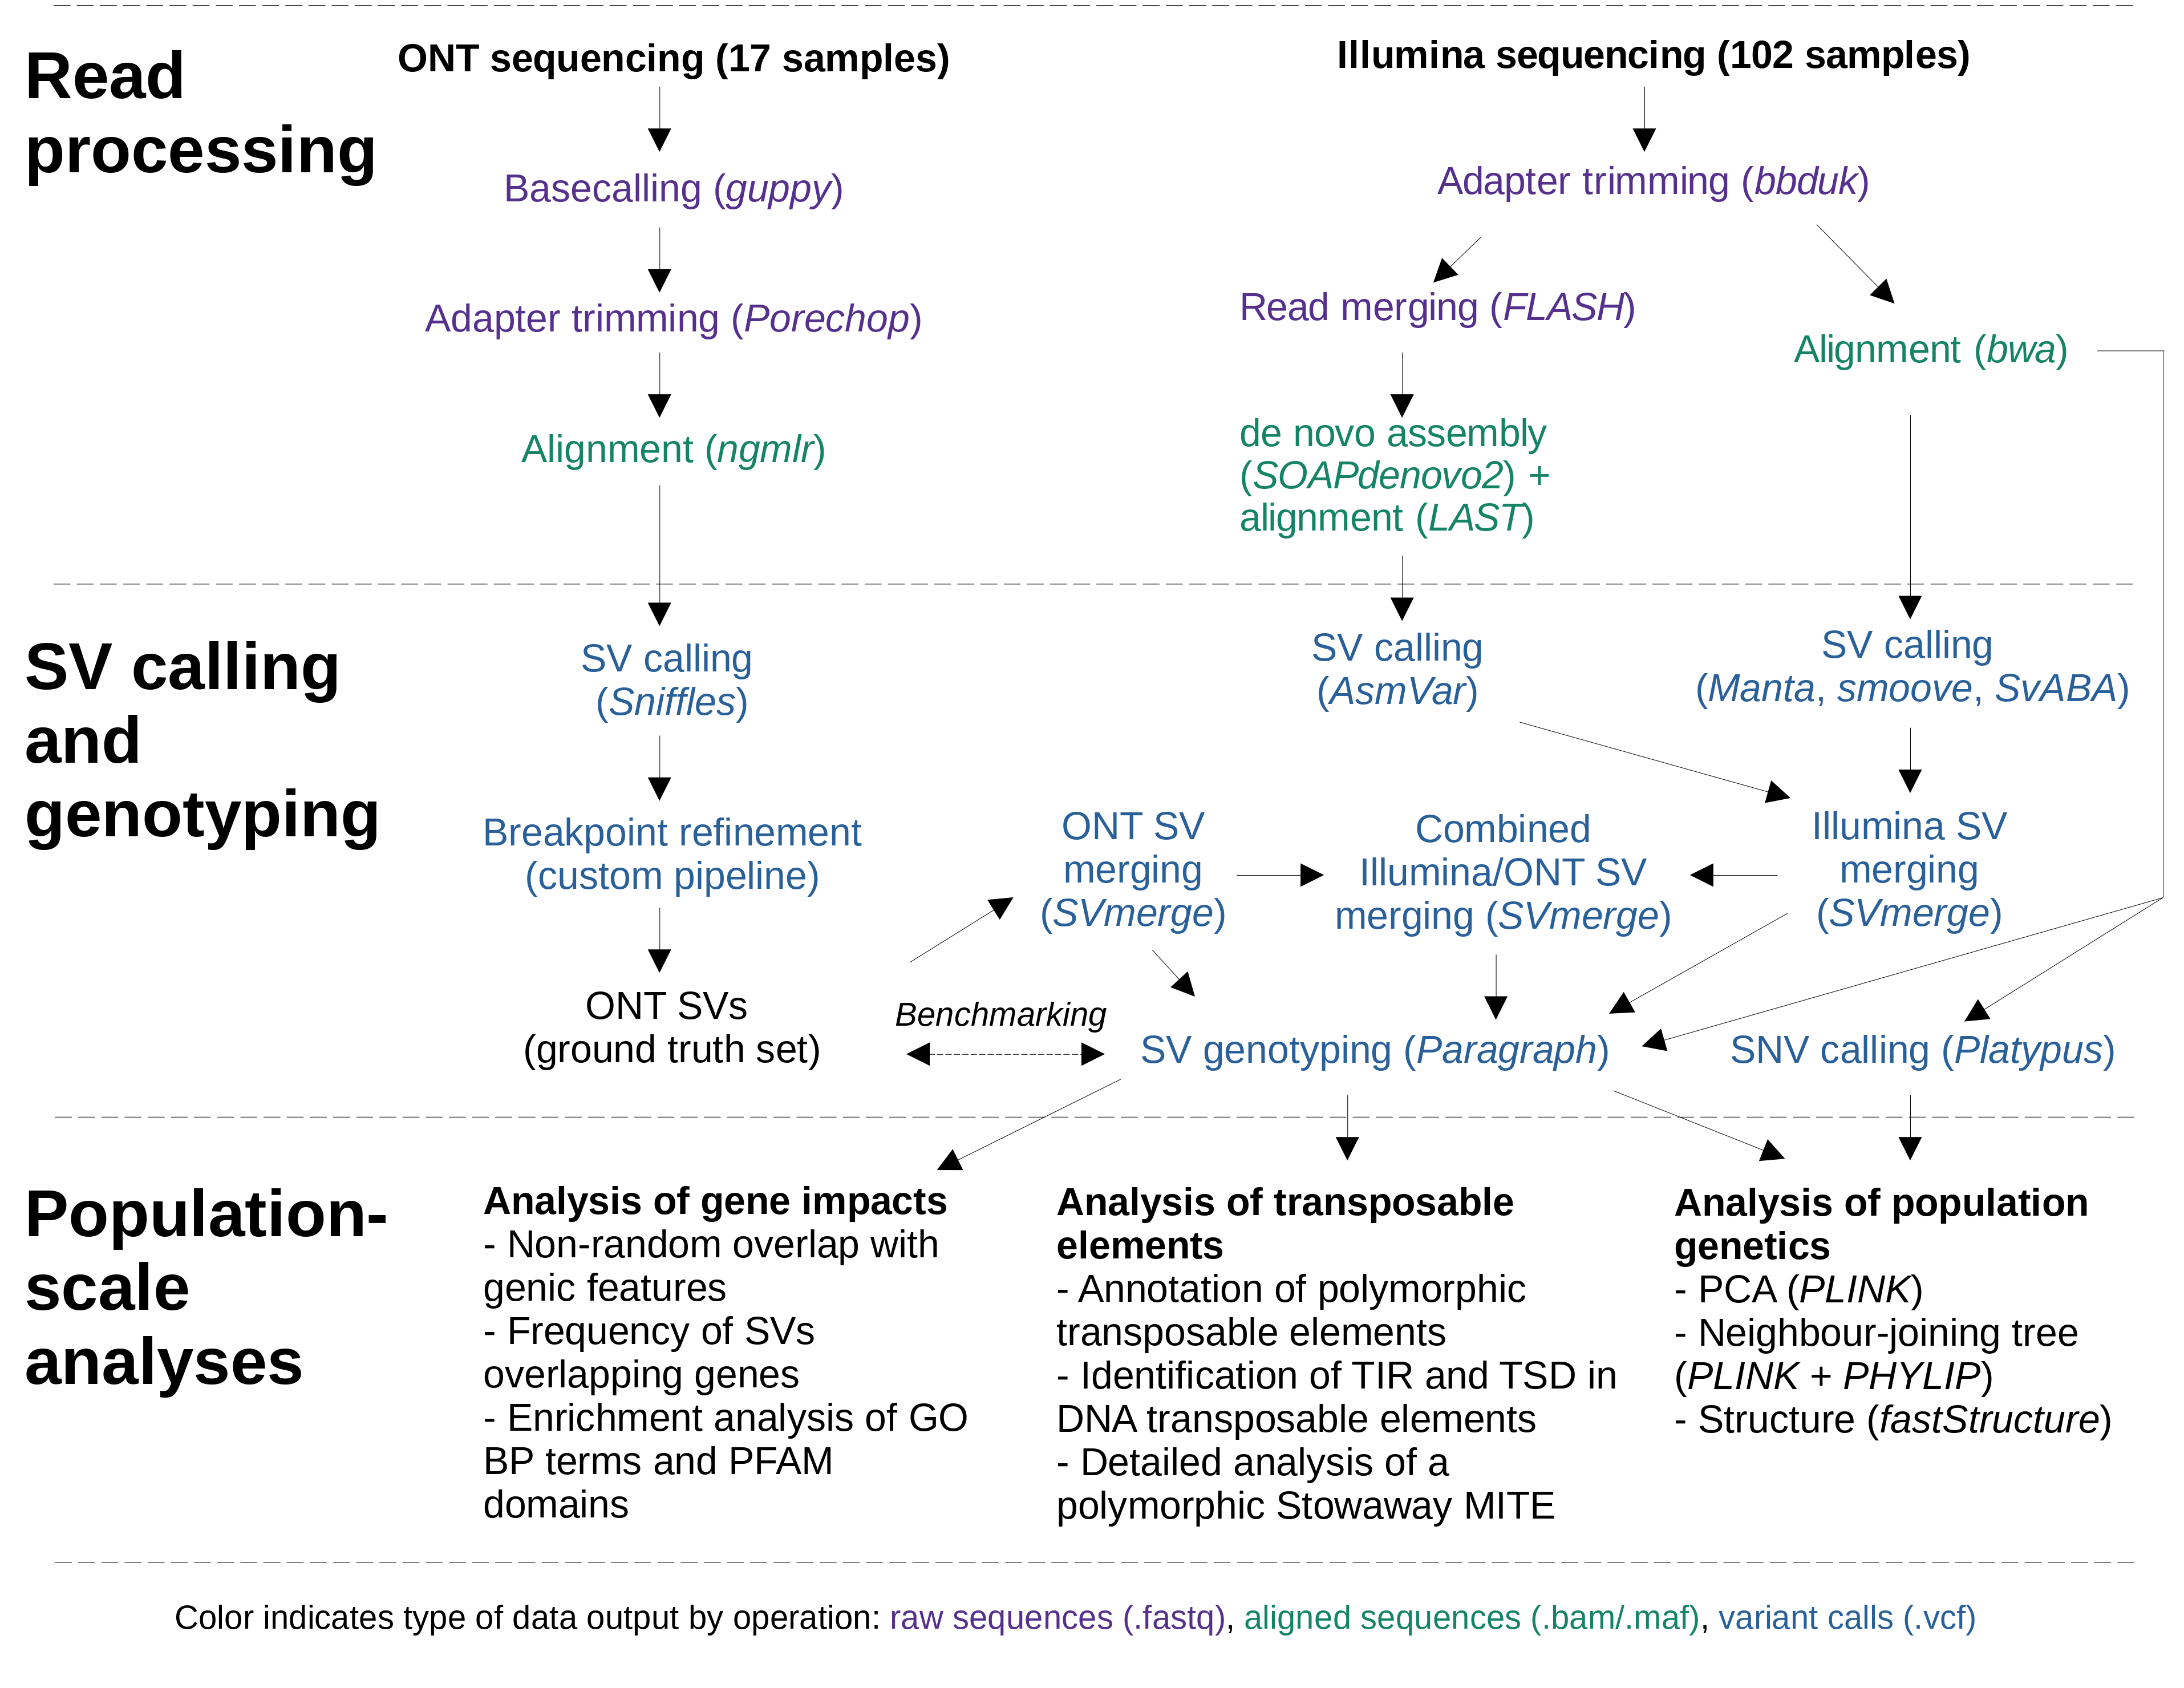 Read
processing
ONT sequencing (17 samples)
Basecalling (guppy)
Adapter trimming (Porechop)
Alignment (ngmlr)
Illumina sequencing (102 samples)
Adapter trimming (bbduk)
Read merging (FLASH)
Alignment (bwa)
de novo assembly
(SOAPdenovo2) +
alignment (LAST)
SV calling
and
genotyping
SV calling
(Sniffles)
Breakpoint refinement
(custom pipeline)
ONT SVs
(ground truth set)
Benchmarking
SV calling
(AsmVar)
SV calling
(Manta, smoove, SvABA)
ONT SV
merging
(SVmerge)
Combined
Illumina/ONT SV
merging (SVmerge)
Illumina SV
merging
(SVmerge)
SV genotyping (Paragraph)
SNV calling (Platypus)
Population-
scale
analyses
Analysis of gene impacts
- Non-random overlap with
genic features
- Frequency of SVs
overlapping genes
- Enrichment analysis of GO
BP terms and PFAM
domains
Analysis of transposable
elements
- Annotation of polymorphic
transposable elements
- Identification of TIR and TSD in
DNA transposable elements
- Detailed analysis of a
polymorphic Stowaway MITE
Analysis of population
genetics
- PCA (PLINK)
- Neighbour-joining tree
(PLINK + PHYLIP)
- Structure (fastStructure)
Color indicates type of data output by operation: raw sequences (.fastq), aligned sequences (.bam/.maf), variant calls (.vcf)